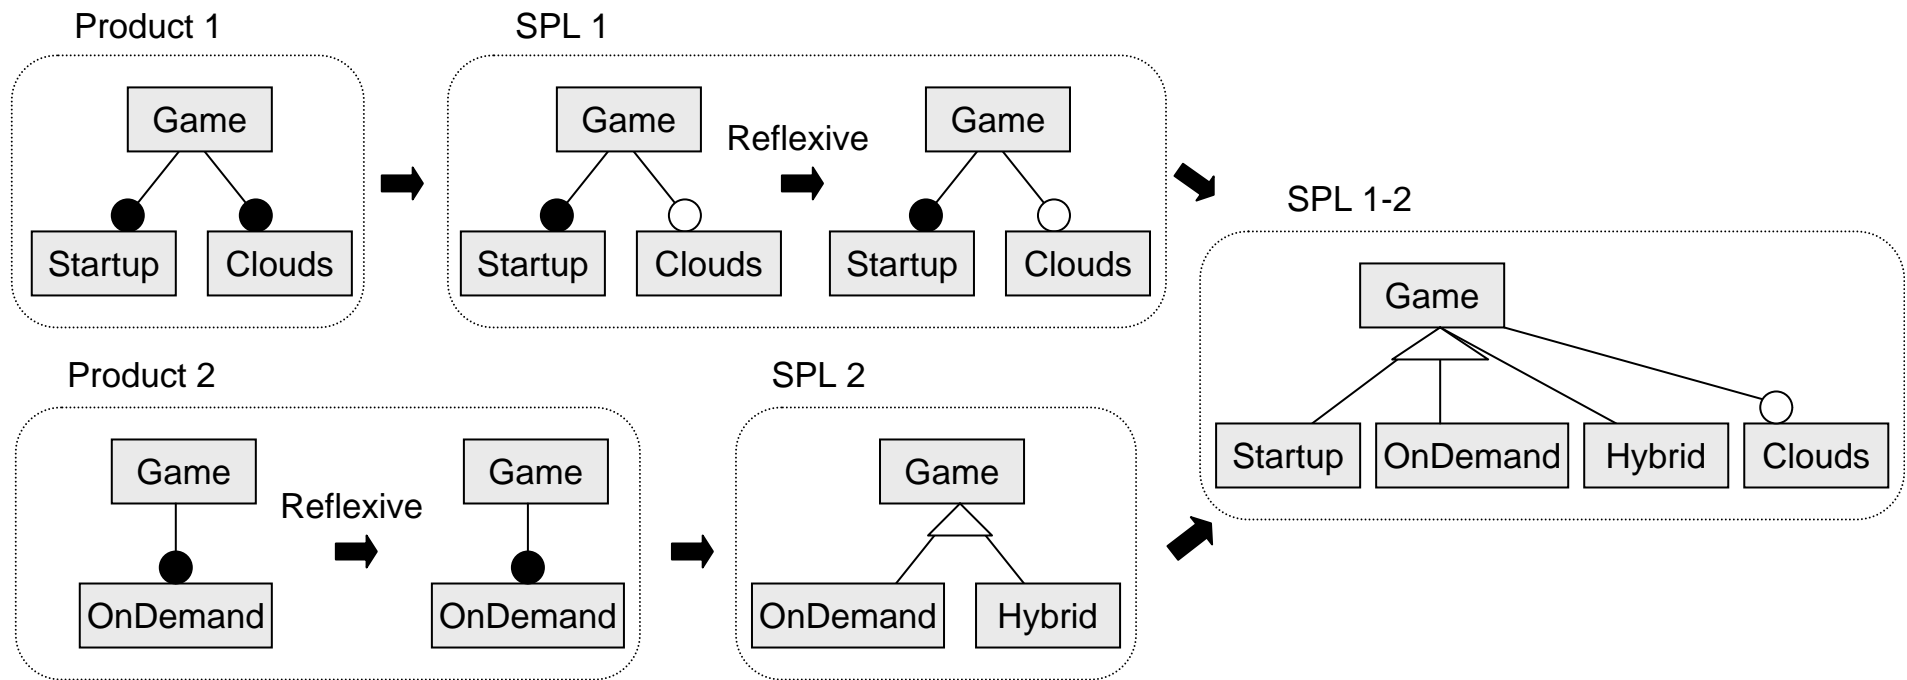 Product 1
Game
Startup
Clouds
SPL 1
Game
Startup
Clouds
Reflexive
Game
Startup
Clouds
Product 2
Game
OnDemand
Reflexive
Game
OnDemand
SPL 2
Game
OnDemand
Hybrid
SPL 1-2
Game
Startup
OnDemand
Hybrid
Clouds